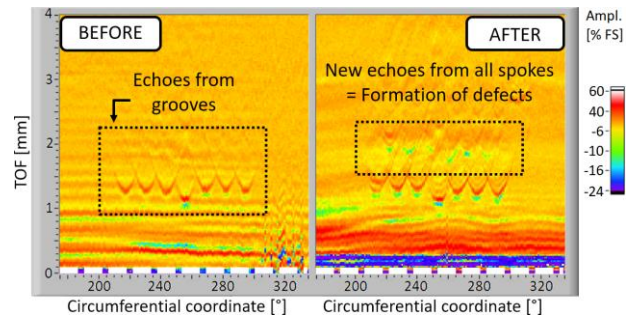 BEFORE
AFTER
Ampl.
[% FS]
Echoes from
grooves
New echoes from all spokes
= Formation of defects
TOF [mm]
4
3
2
1
0
60
40
-6
-10
-16
-24
200 240 280 320
200 240 280 320
Circumferential coordinate [°]
Circumferential coordinate [°]